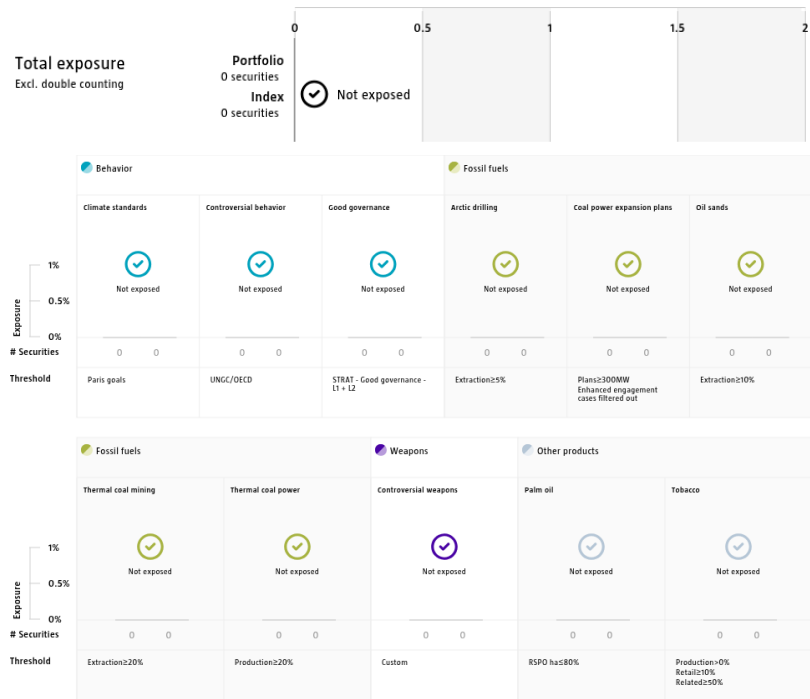 0 0.5 1 1.5 2
Total exposure
Excl. double counting
Portfolio
0 securities
Index
0 securities
Not exposed
Behavior Fossil fuels
Climate standards Controversial behavior Good governance Arctic drilling Coal power expansion plans Oil sands
Not exposed Not exposed Not exposed Not exposed Not exposed Not exposed
Exposure
1%
0.5%
0%
# Securities 0 0 0 0 0 0 0 0 0 0 0 0
Threshold Paris goals UNGC/OECD STRAT - Good governance - Extraction≥5% Plans≥300MW Extraction≥10%
L1 + L2 Enhanced engagement
cases filtered out
Fossil fuels Weapons Other products
Thermal coal mining Thermal coal power Controversial weapons Palm oil Tobacco
Not exposed Not exposed Not exposed Not exposed Not exposed
Exposure
1%
0.5%
0%
# Securities 0 0 0 0 0 0 0 0 0 0
Threshold Extraction≥20% Production≥20% Custom RSPO ha≤80% Production>0%
Retail≥10%
Related≥50%